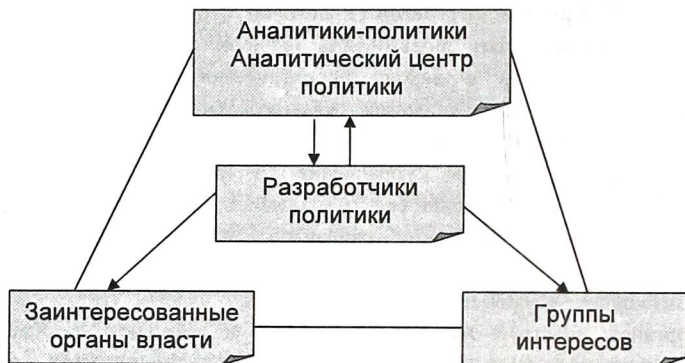 Аналитики-политики
Аналитический центр
политики
Разработчики
политики
Заинтересованные
органы власти
Группы
интересов